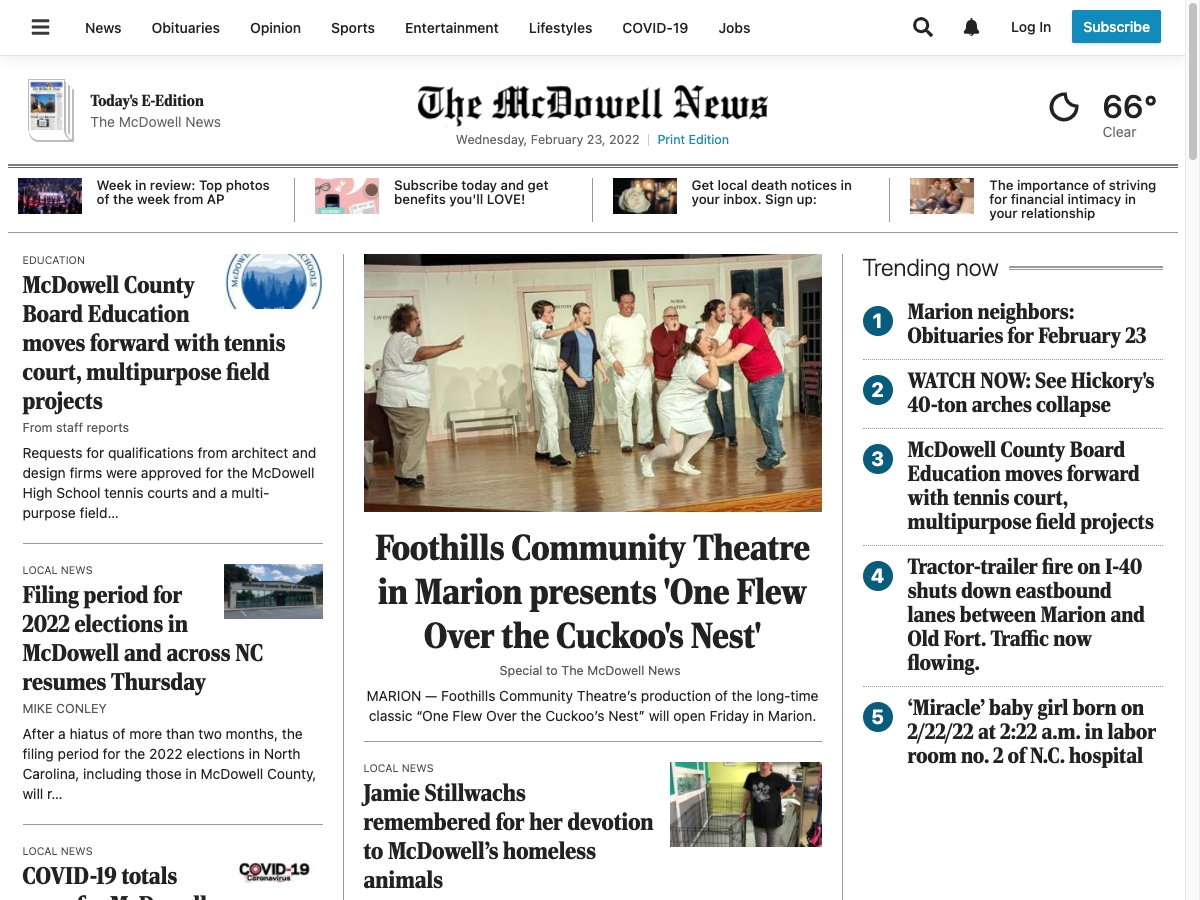 News Obituaries Opinion Sports Entertainment Lifestyles COVID-19 Jobs Log In Subscribe
Today's E-Edition
The McDowell News
The McDowell News
Wednesday, February 23, 2022 Print Edition
66°
Clear
Week in review: Top photos
of the week from AP
Subscribe today and get
benefits you'll LOVE!
Get local death notices in
your inbox. Sign up:
The importance of striving
for financial intimacy in
your relationship
EDUCATION
McDowell County
Board Education
moves forward with tennis
court, multipurpose field
projects
From staff reports
Requests for qualifications from architect and
design firms were approved for the McDowell
High School tennis courts and a multi-
purpose field...
LOCAL NEWS
Filing period for
2022 elections in
McDowell and across NC
resumes Thursday
MIKE CONLEY
After a hiatus of more than two months, the
filing period for the 2022 elections in North
Carolina, including those in McDowell County,
will r...
LOCAL NEWS
COVID-19 totals
COVID-19
Coronavirus
Foothills Community Theatre
in Marion presents 'One Flew
Over the Cuckoo's Nest'
Special to The McDowell News
MARION — Foothills Community Theatre’s production of the long-time
classic “One Flew Over the Cuckoo’s Nest” will open Friday in Marion.
LOCAL NEWS
Jamie Stillwachs
remembered for her devotion
to McDowell’s homeless
animals
Trending now
1 Marion neighbors:
Obituaries for February 23
2 WATCH NOW: See Hickory's
40-ton arches collapse
3 McDowell County Board
Education moves forward
with tennis court,
multipurpose field projects
4 Tractor-trailer fire on I-40
shuts down eastbound
lanes between Marion and
Old Fort. Traffic now
flowing.
5 ‘Miracle’ baby girl born on
2/22/22 at 2:22 a.m. in labor
room no. 2 of N.C. hospital